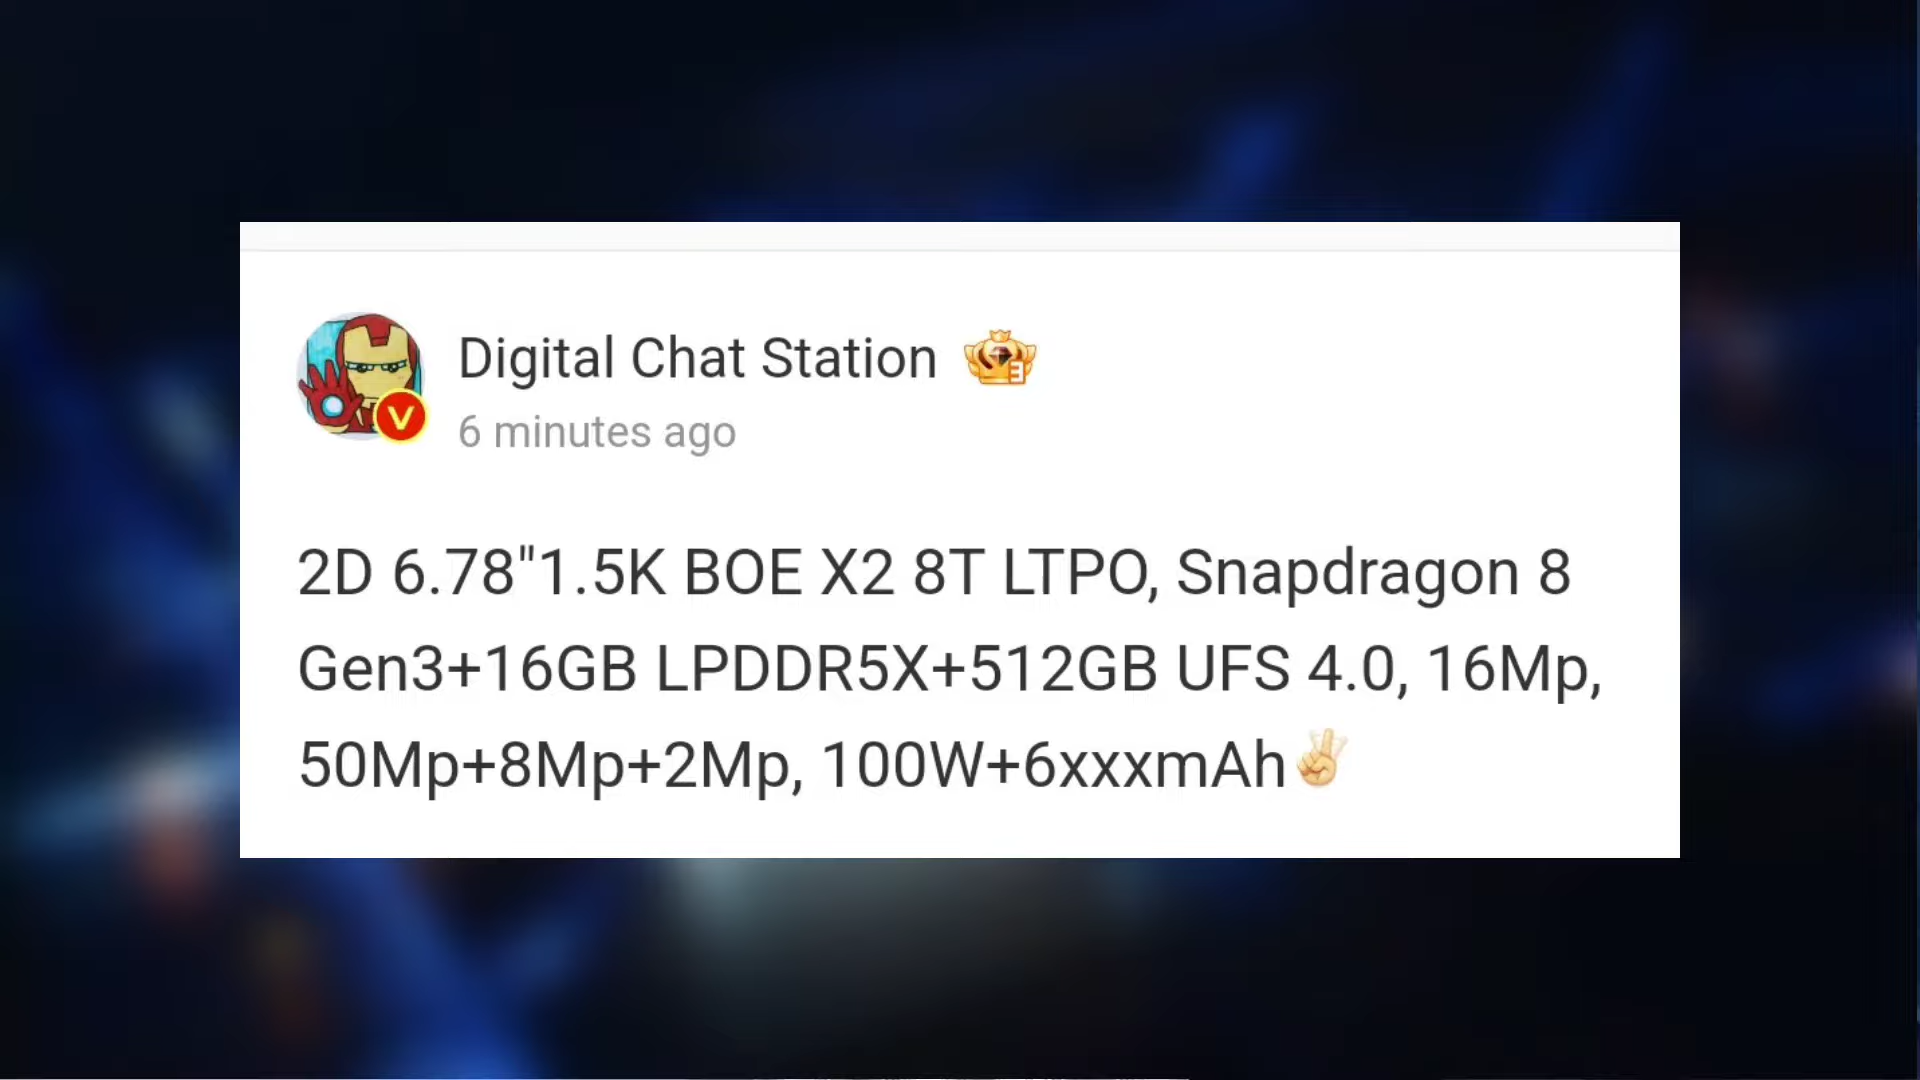 Digital Chat Station
6 minutes ago
2D 6.78"1.5K BOE X2 8T LTPO, Snapdragon 8
Gen3+16GB LPDDR5X+512GB UFS 4.0, 16Mp,
50Mp+8Mp+2Mp, 100W+6xxxmAh✌🏻